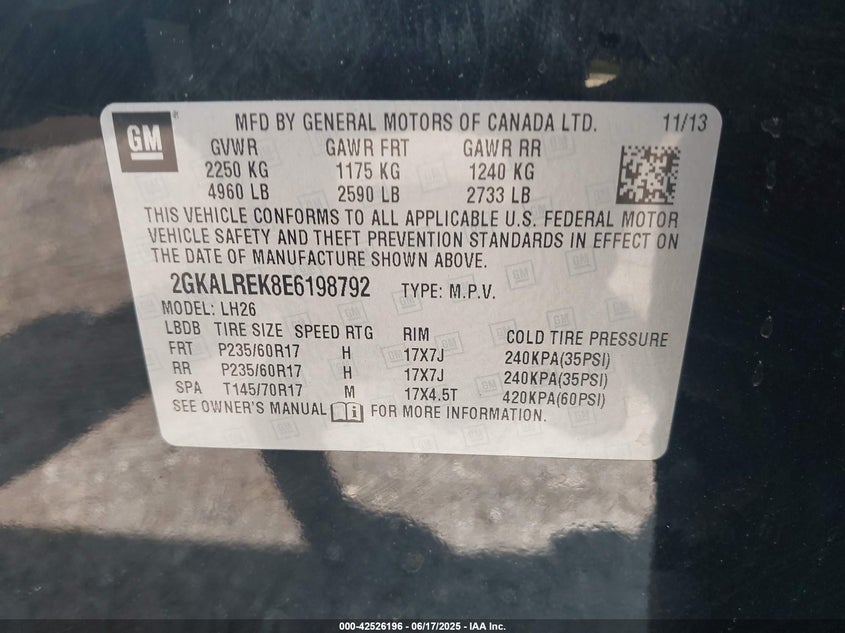 GM
MFD BY GENERAL MOTORS OF CANADA LTD. 11/13
GVWR GAWR FRT GAWR RR
2250 KG 1175 KG 1240 KG
4960 LB 2590 LB 2733 LB
THIS VEHICLE CONFORMS TO ALL APPLICABLE U.S. FEDERAL MOTOR
VEHICLE SAFETY AND THEFT PREVENTION STANDARDS IN EFFECT ON
THE DATE OF MANUFACTURE SHOWN ABOVE.
2GKALREK8E6198792 TYPE: M.P.V.
MODEL: LH26
LBDB TIRE SIZE SPEED RTG RIM COLD TIRE PRESSURE
FRT P235/60R17 H 17X7J 240KPA(35PSI)
RR P235/60R17 H 17X7J 240KPA(35PSI)
SPA T145/70R17 M 17X4.5T 420KPA(60PSI)
SEE OWNER'S MANUAL FOR MORE INFORMATION.
000-42526196 - 06/17/2025 - IAA Inc.